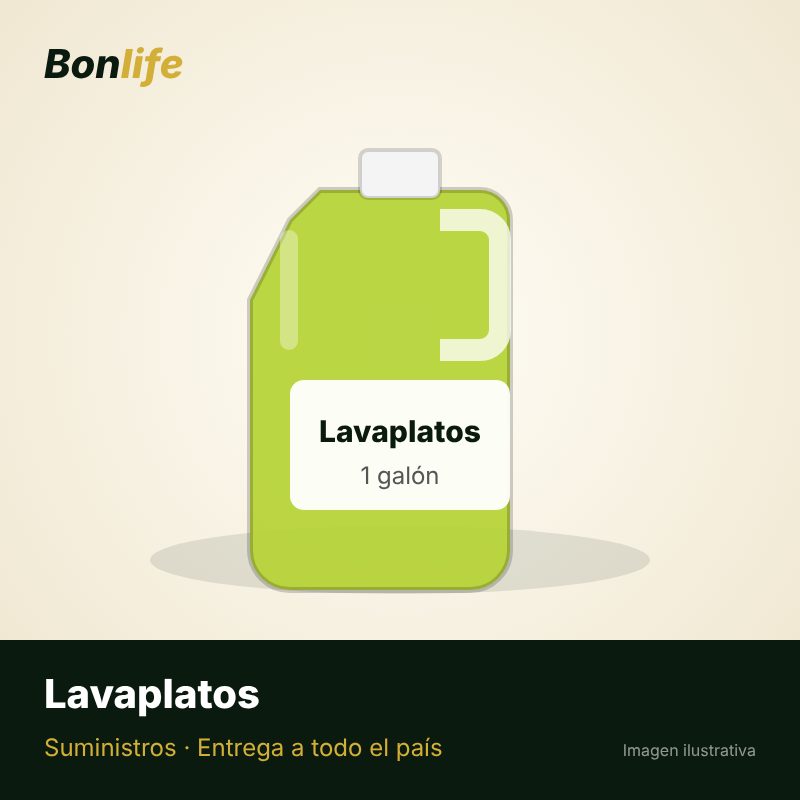 Bonlife
Lavaplatos
1 galón
Lavaplatos
Suministros · Entrega a todo el país
Imagen ilustrativa